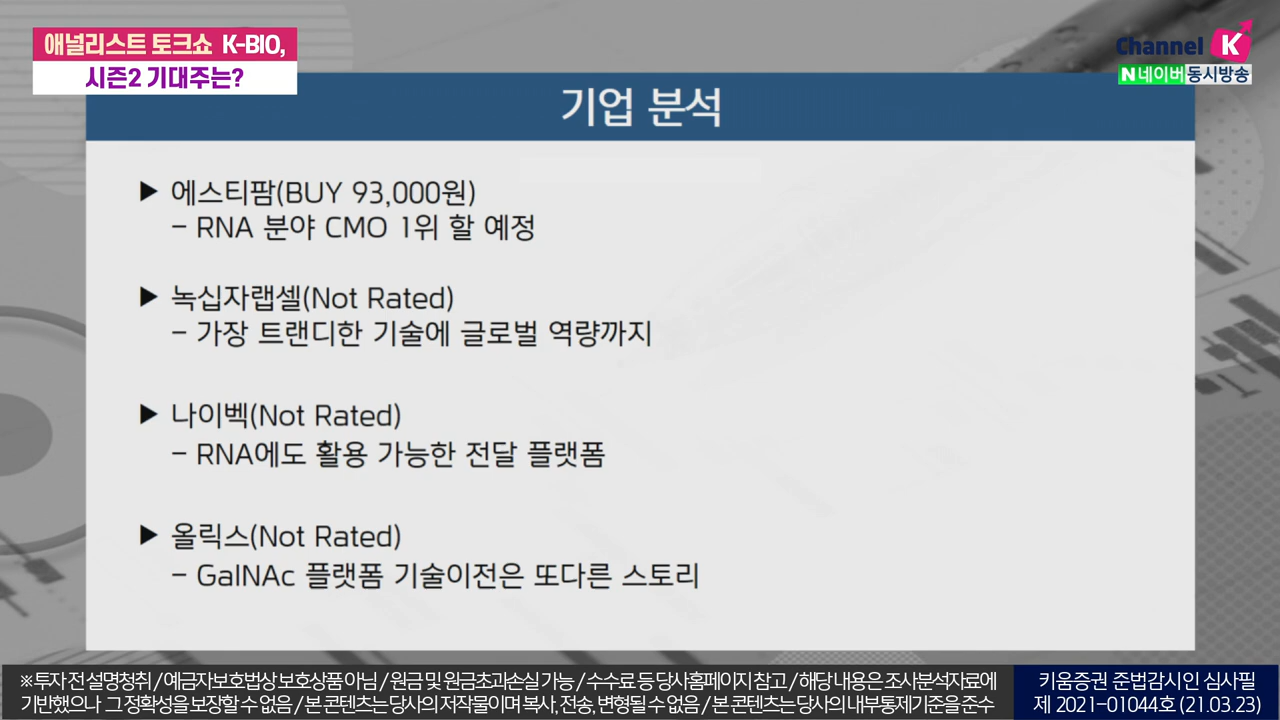 애널리스트 토크쇼 K-BIO,
시즌2 기대주는?
Channel K
N 네이버 동시방송
기업 분석
▶ 에스티팜(BUY 93,000원)
– RNA 분야 CMO 1위 할 예정
▶ 녹십자랩셀(Not Rated)
– 가장 트랜디한 기술에 글로벌 역량까지
▶ 나이벡(Not Rated)
– RNA에도 활용 가능한 전달 플랫폼
▶ 올릭스(Not Rated)
– GalNAc 플랫폼 기술이전은 또다른 스토리
※ 투자 전 설명청취 / 예금자보호법상 보호상품 아님 / 원금 및 원금초과손실 가능 / 수수료 등 당사홈페이지 참고 / 해당 내용은 조사분석자료에
기반했으나 그 정확성을 보장할 수 없음 / 본 콘텐츠는 당사의 저작물이며 복사, 전송, 변형될 수 없음 / 본 콘텐츠는 당사의 내부통제기준을 준수
키움증권 준법감시인 심사필
제 2021-01044호 (21.03.23)